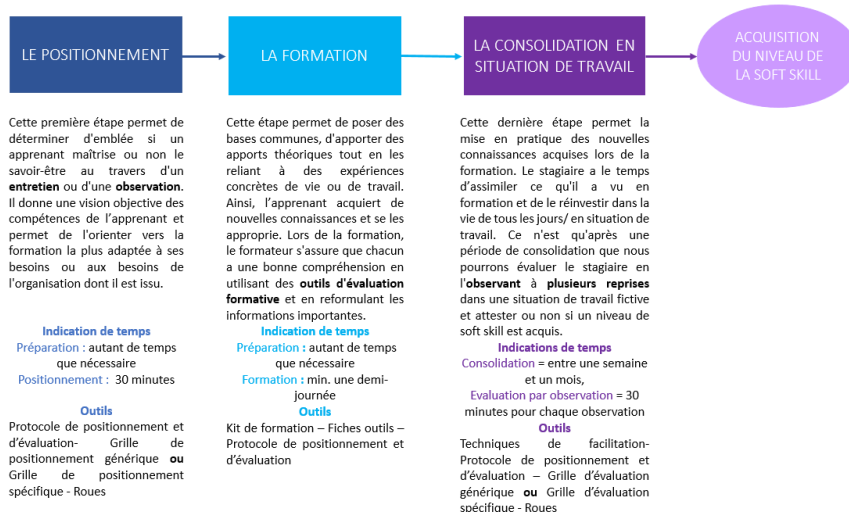 LE POSITIONNEMENT
LA FORMATION
LA CONSOLIDATION EN
SITUATION DE TRAVAIL
ACQUISITION
DU NIVEAU DE
LA SOFT SKILL
Cette première étape permet de
déterminer d'emblée si un
apprenant maîtrise ou non le
savoir-être au travers d'un
entretien ou d'une observation.
Il donne une vision objective des
compétences de l'apprenant et
permet de l'orienter vers la
formation la plus adaptée à ses
besoins ou aux besoins de
l'organisation dont il est issu.
Indication de temps
Préparation : autant de temps
que nécessaire
Positionnement : 30 minutes
Outils
Protocole de positionnement et
d'évaluation- Grille de
positionnement générique ou
Grille de positionnement
spécifique - Roues
Cette étape permet de poser des
bases communes, d'apporter des
apports théoriques tout en les
reliant à des expériences
concrètes de vie ou de travail.
Ainsi, l'apprenant acquiert de
nouvelles connaissances et se les
approprie. Lors de la formation,
le formateur s'assure que chacun
a une bonne compréhension en
utilisant des outils d'évaluation
formative et en reformulant les
informations importantes.
Indication de temps
Préparation : autant de temps
que nécessaire
Formation : min. une demi-
journée
Outils
Kit de formation – Fiches outils –
Protocole de positionnement et
d'évaluation
Cette dernière étape permet la
mise en pratique des nouvelles
connaissances acquises lors de la
formation. Le stagiaire a le temps
d'assimiler ce qu'il a vu en
formation et de le réinvestir dans la
vie de tous les jours/ en situation de
travail. Ce n'est qu'après une
période de consolidation que nous
pourrons évaluer le stagiaire en
l'observant à plusieurs reprises
dans une situation de travail fictive
et attester ou non si un niveau de
soft skill est acquis.
Indications de temps
Consolidation = entre une semaine
et un mois,
Evaluation par observation = 30
minutes pour chaque observation
Outils
Techniques de facilitation-
Protocole de positionnement et
d'évaluation – Grille d'évaluation
générique ou Grille d'évaluation
spécifique - Roues